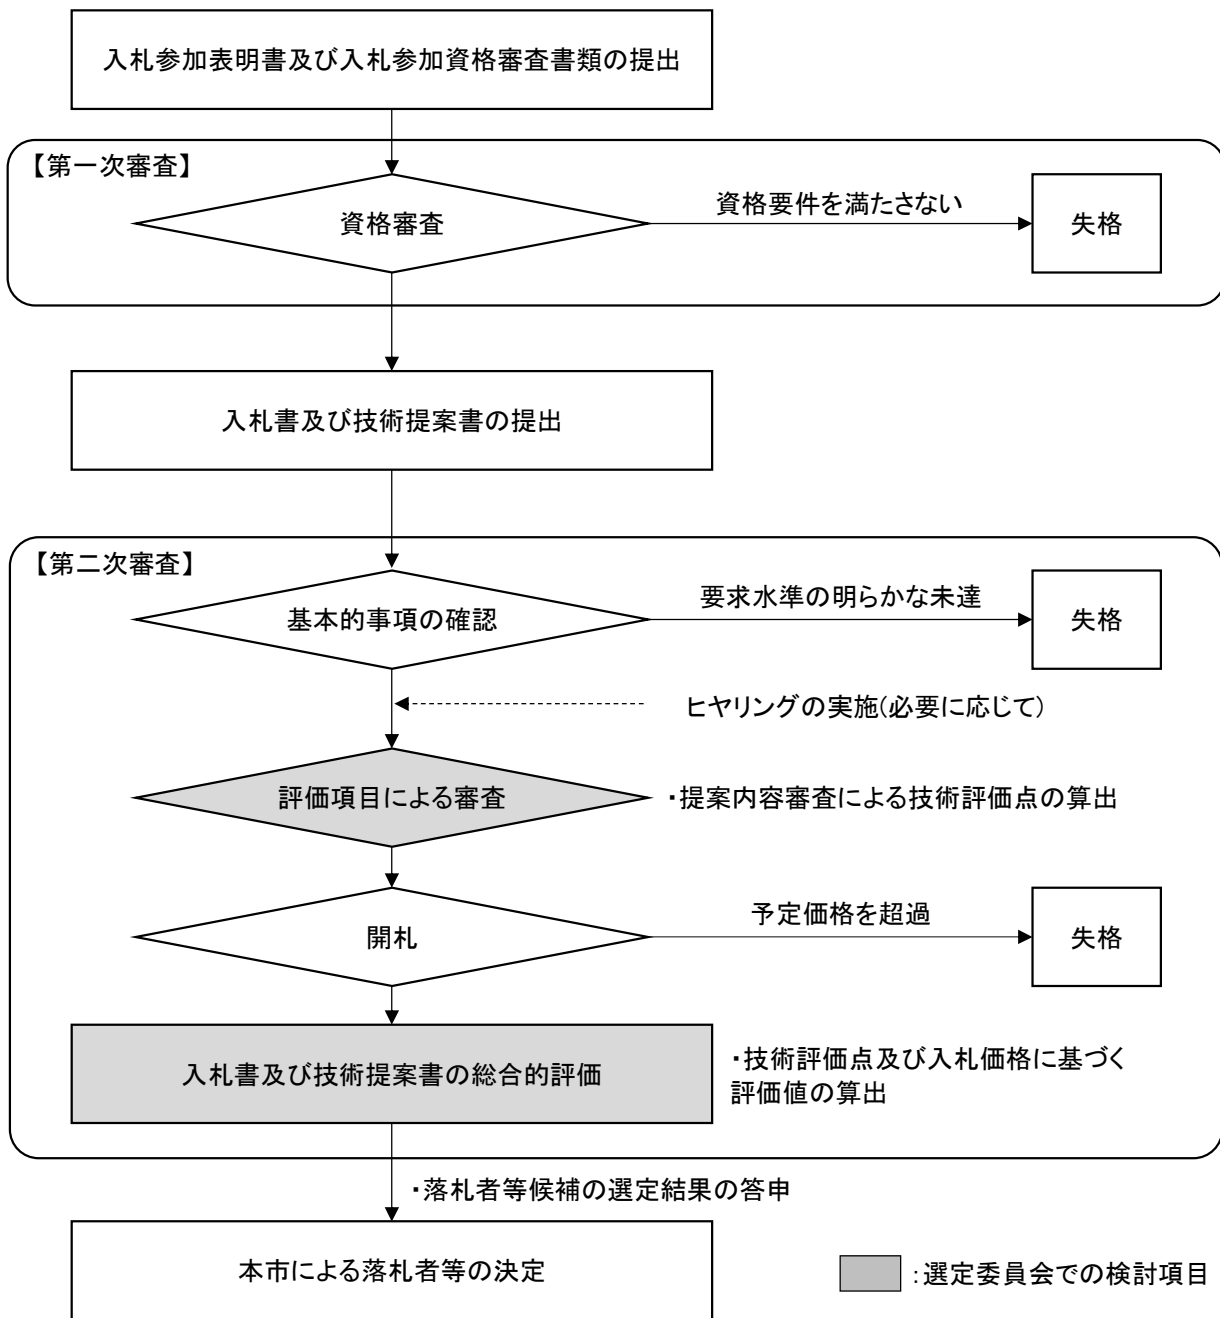 入札参加表明書及び入札参加資格審査書類の提出
【第一次審査】
資格審査
資格要件を満たさない
失格
入札書及び技術提案書の提出
【第二次審査】
基本的事項の確認
要求水準の明らかな未達
失格
ヒヤリングの実施(必要に応じて)
評価項目による審査
・提案内容審査による技術評価点の算出
開札
予定価格を超過
失格
入札書及び技術提案書の総合的評価
・技術評価点及び入札価格に基づく
評価値の算出
・落札者等候補の選定結果の答申
本市による落札者等の決定
：選定委員会での検討項目